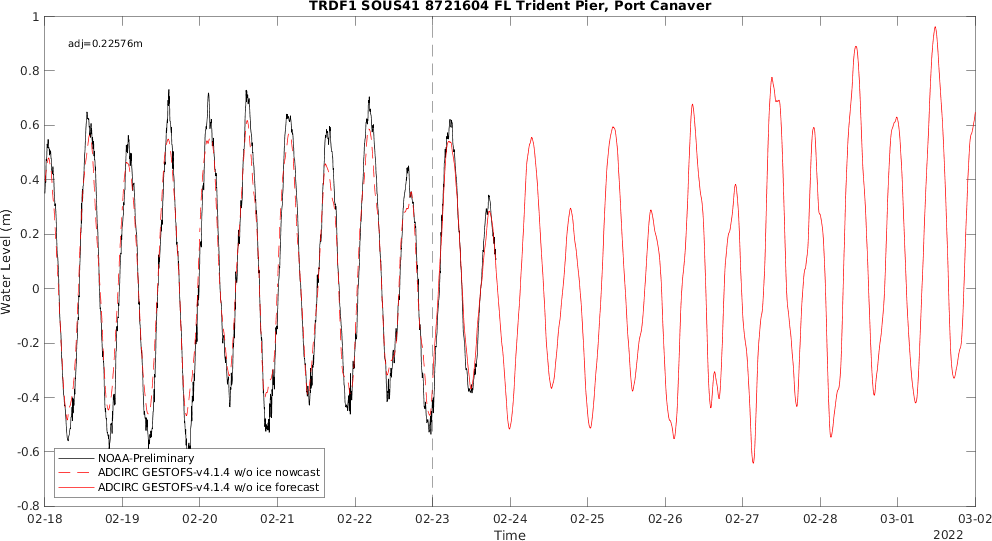 TRDF1 SOUS41 8721604 FL Trident Pier, Port Canaver
adj=0.22576m
1
0.8
0.6
0.4
0.2
0
-0.2
-0.4
-0.6
-0.8
Water Level (m)
NOAA-Preliminary
ADCIRC GESTOFS-v4.1.4 w/o ice nowcast
ADCIRC GESTOFS-v4.1.4 w/o ice forecast
02-18 02-19 02-20 02-21 02-22 02-23 02-24 02-25 02-26 02-27 02-28 03-01 03-02
Time
2022